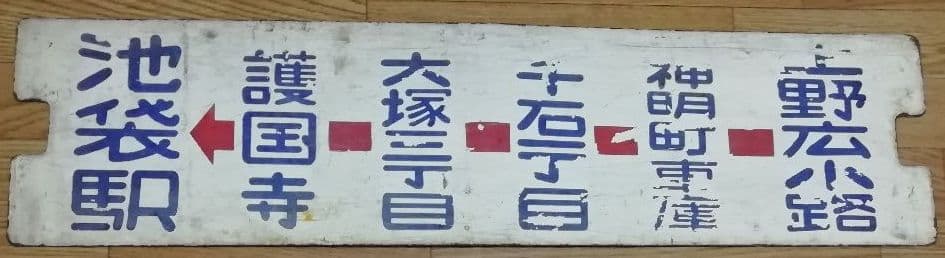 上野広小路
神明町車庫
千石一丁目
大塚三丁目
護国寺
池袋駅